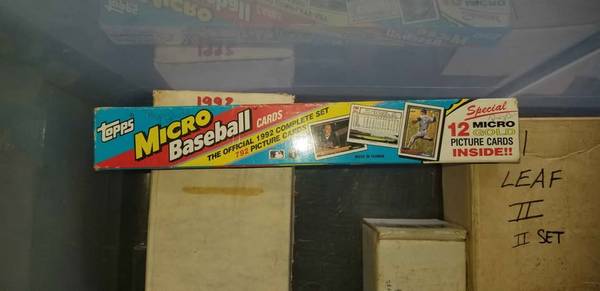 1992
TOPPS
MICRO
Baseball CARDS
THE OFFICIAL 1992 COMPLETE SET
792 PICTURE CARDS
Special
12 MICRO
GOLD
PICTURE CARDS
INSIDE!!
LEAF
II
II SET